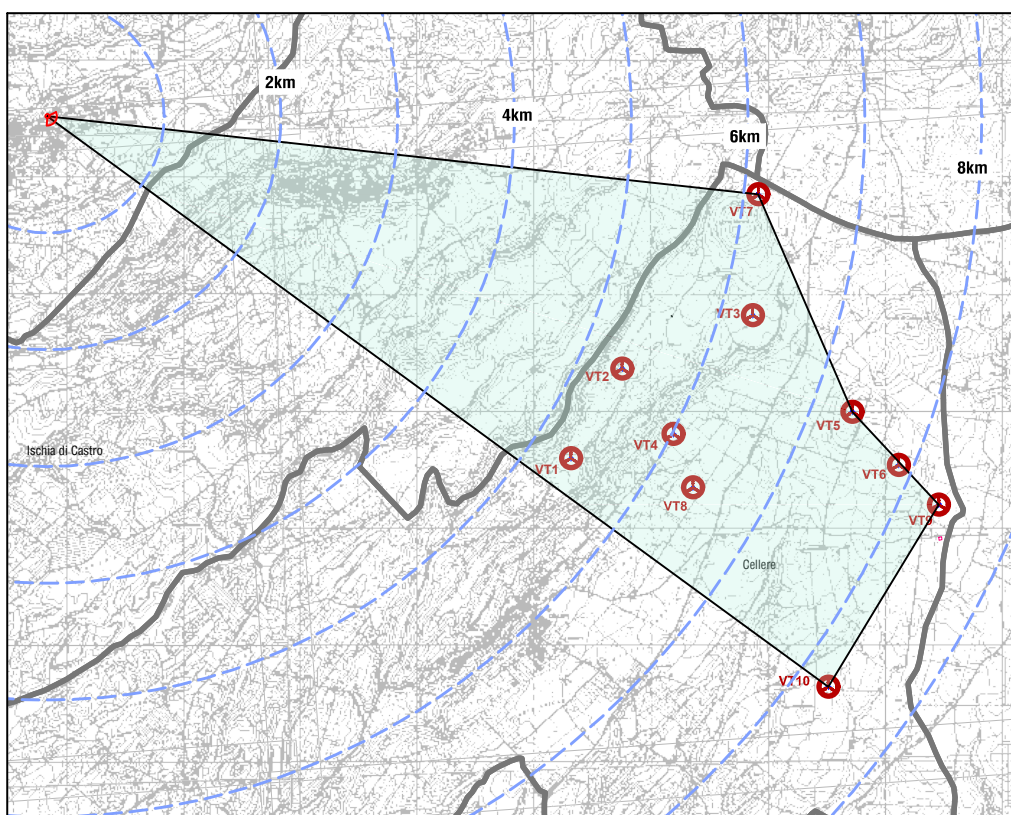 2km
4km
6km
8km
VT7
VT3
VT2
VT5
VT4
Ischia di Castro
VT1
VT6
VT8
VT9
Cellere
VT10